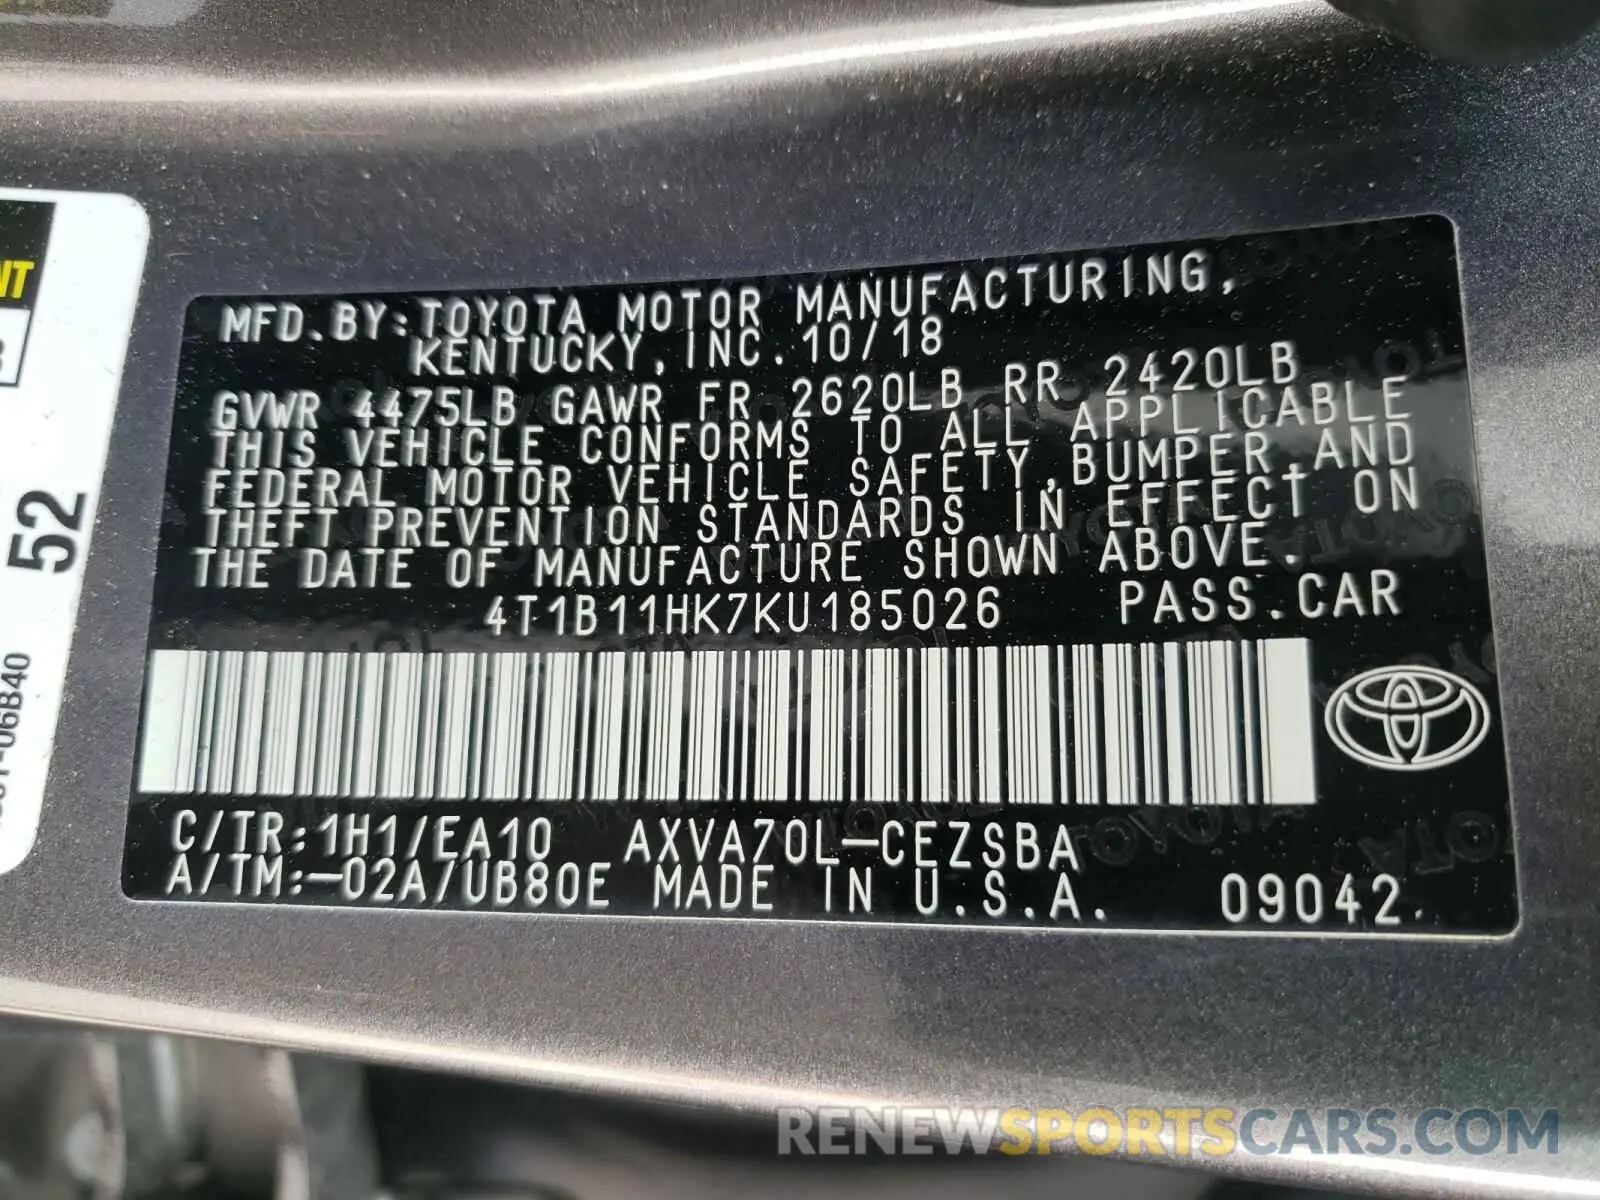 MFD.BY:TOYOTA MOTOR MANUFACTURING,
KENTUCKY,INC.10/18
GVWR 4475LB GAWR FR 2620LB RR 2420LB
THIS VEHICLE CONFORMS TO ALL APPLICABLE
FEDERAL MOTOR VEHICLE SAFETY,BUMPER,AND
THEFT PREVENTION STANDARDS IN EFFECT ON
THE DATE OF MANUFACTURE SHOWN ABOVE.
4T1B11HK7KU185026 PASS.CAR
C/TR:1H1/EA10 AXVA70L-CEZSBA
A/TM:-02A/UB80E MADE IN U.S.A. 09042
52
06B40
RENEWSPORTSCARS.COM